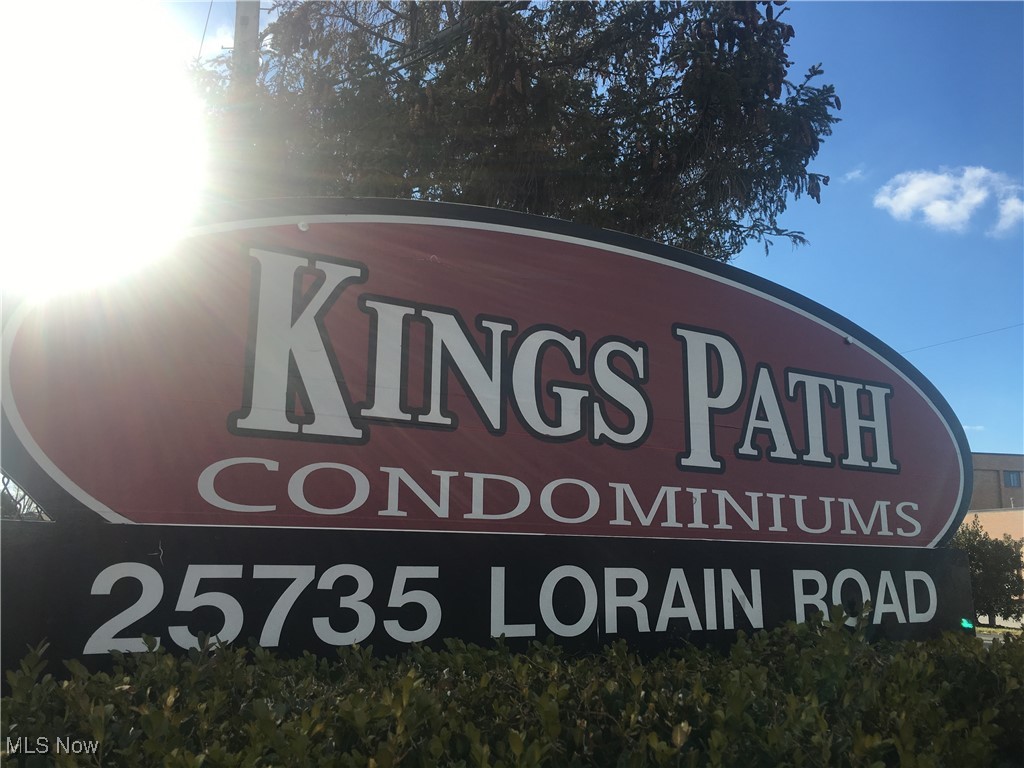 KINGS PATH
CONDOMINIUMS
25735 LORAIN ROAD
MLS Now